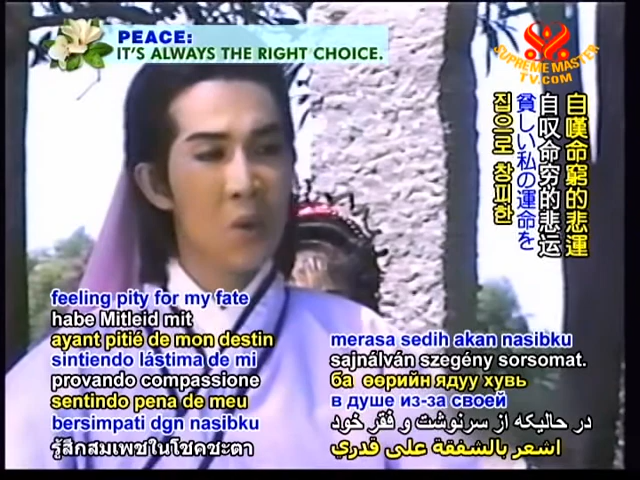 PEACE:
IT'S ALWAYS THE RIGHT CHOICE.
SUPREME MASTER
TV.COM
自嘆命窮的悲運
自叹命穷的悲运
貧しい私の運命を
집으로 창피한
feeling pity for my fate
habe Mitleid mit
ayant pitié de mon destin
sintiendo lástima de mi
provando compassione
sentindo pena de meu
bersimpati dgn nasibku
รู้สึกสมเพชในโชคชะตา
merasa sedih akan nasibku
sajnálván szegény sorsomat.
ба өөрийн ядуу хувь
в душе из-за своей
در حالیکه از سرنوشت و فقر خود
اشعر بالشفقة على قدري